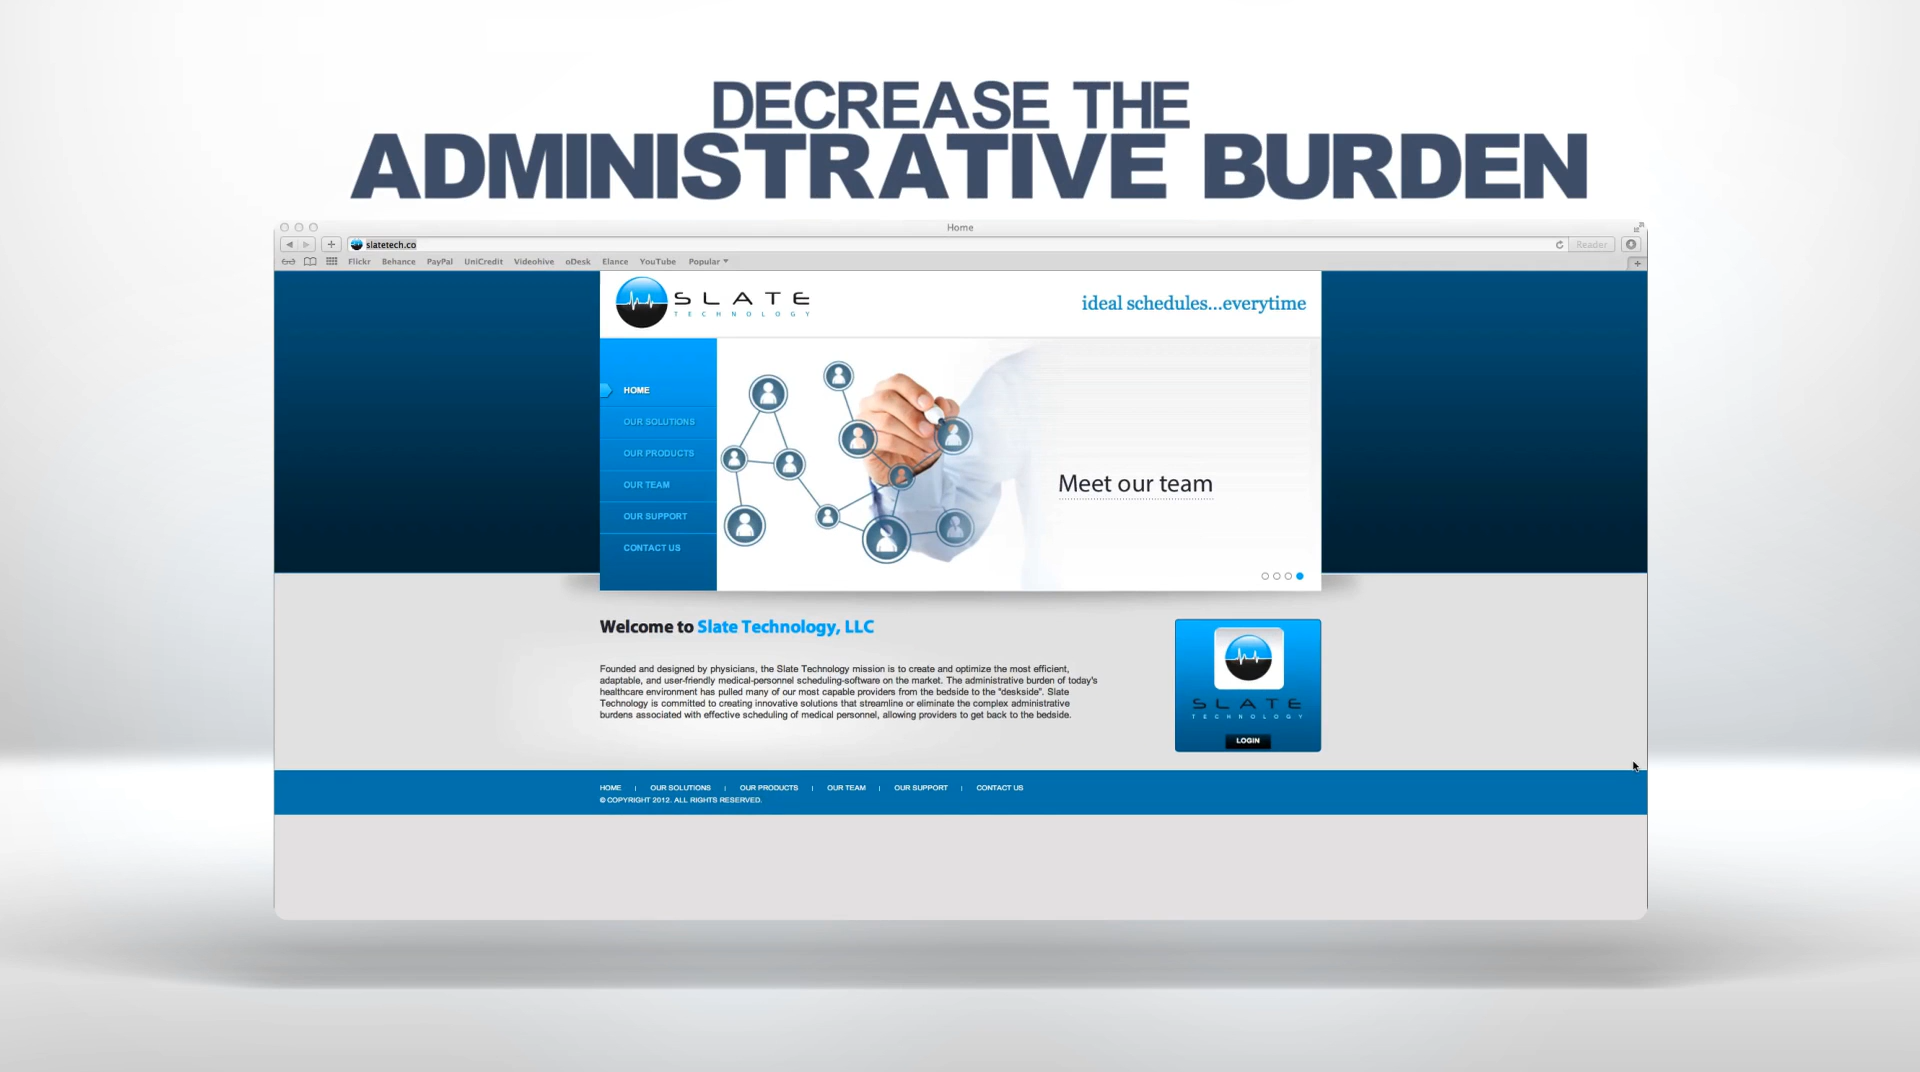 DECREASE THE
ADMINISTRATIVE BURDEN
Home
slatetech.co
Reader
Flickr Behance PayPal UniCredit Videohive oDesk Elance YouTube Popular
SLATE
TECHNOLOGY
ideal schedules...everytime
HOME
OUR SOLUTIONS
OUR PRODUCTS
OUR TEAM
OUR SUPPORT
CONTACT US
Meet our team
Welcome to Slate Technology, LLC
Founded and designed by physicians, the Slate Technology mission is to create and optimize the most efficient,
adaptable, and user-friendly medical-personnel scheduling-software on the market. The administrative burden of today's
healthcare environment has pulled many of our most capable providers from the bedside to the "deskside". Slate
Technology is committed to creating innovative solutions that streamline or eliminate the complex administrative
burdens associated with effective scheduling of medical personnel, allowing providers to get back to the bedside.
SLATE
TECHNOLOGY
LOGIN
HOME | OUR SOLUTIONS | OUR PRODUCTS | OUR TEAM | OUR SUPPORT | CONTACT US
© COPYRIGHT 2012. ALL RIGHTS RESERVED.